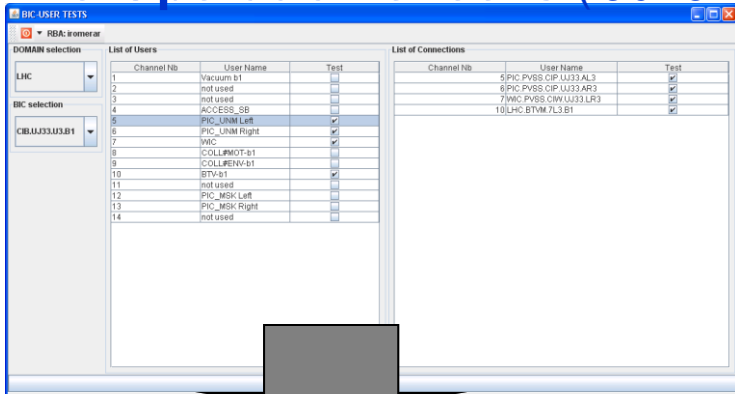 BIC-USER TESTS
RBA: iromerar
DOMAIN selection
LHC
BIC selection
CIB.UJ33.U3.B1
List of Users
Channel Nb User Name Test
1 Vacuum b1
2 not used
3 not used
4 ACCESS_SB
5 PIC_UNM Left
6 PIC_UNM Right
7 WIC
8 COLL#MOT-b1
9 COLL#ENV-b1
10 BTV-b1
11 not used
12 PIC_MSK Left
13 PIC_MSK Right
14 not used
List of Connections
Channel Nb User Name Test
5 PIC.PVSS.CIP.UJ33.AL3
6 PIC.PVSS.CIP.UJ33.AR3
7 WIC.PVSS.CIW.UJ33.LR3
10 LHC.BTVM.7L3.B1